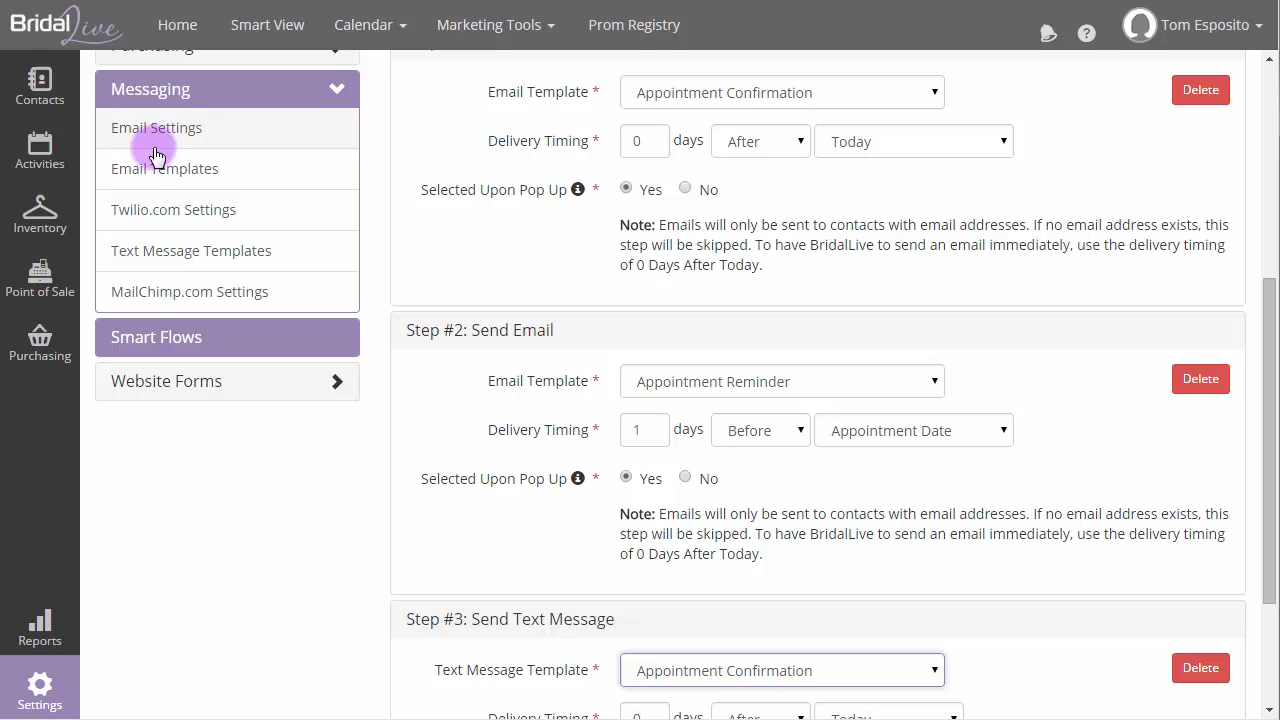 BridalLive
Home
Smart View
Calendar
Marketing Tools
Prom Registry
?
Tom Esposito
Contacts
Activities
Inventory
Point of Sale
Purchasing
Reports
Settings
Purchasing
Messaging
Email Settings
Email Templates
Twilio.com Settings
Text Message Templates
MailChimp.com Settings
Smart Flows
Website Forms
Email Template * Appointment Confirmation Delete
Delivery Timing * 0 days After Today
Selected Upon Pop Up * Yes No
Note: Emails will only be sent to contacts with email addresses. If no email address exists, this
step will be skipped. To have BridalLive to send an email immediately, use the delivery timing
of 0 Days After Today.
Step #2: Send Email
Email Template * Appointment Reminder Delete
Delivery Timing * 1 days Before Appointment Date
Selected Upon Pop Up * Yes No
Note: Emails will only be sent to contacts with email addresses. If no email address exists, this
step will be skipped. To have BridalLive to send an email immediately, use the delivery timing
of 0 Days After Today.
Step #3: Send Text Message
Text Message Template * Appointment Confirmation Delete
Delivery Timing * 0 days After Today